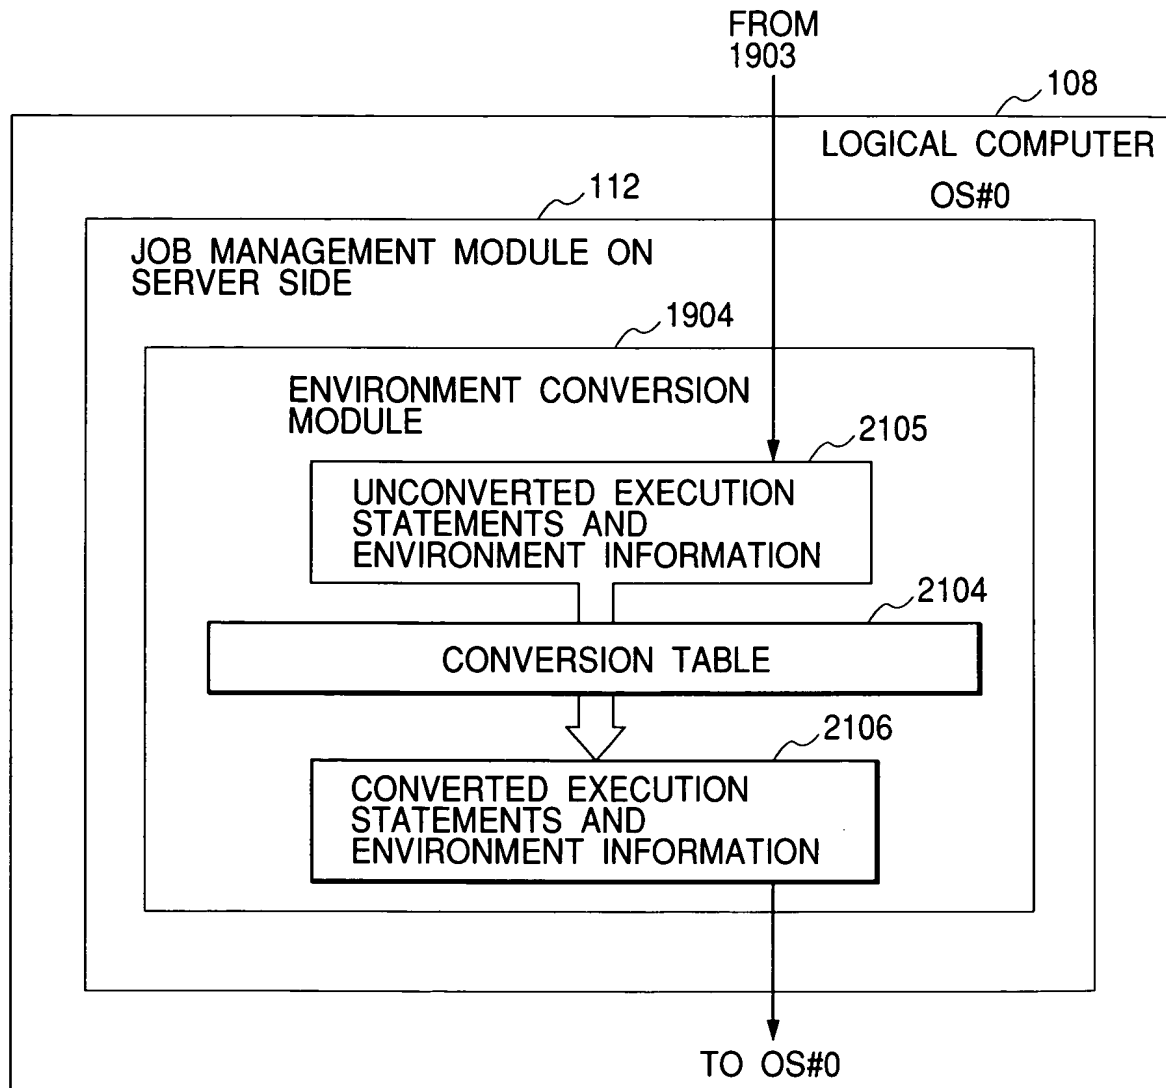 FROM
1903
108
LOGICAL COMPUTER
OS#0
112
JOB MANAGEMENT MODULE ON
SERVER SIDE
1904
ENVIRONMENT CONVERSION
MODULE
2105
UNCONVERTED EXECUTION
STATEMENTS AND
ENVIRONMENT INFORMATION
2104
CONVERSION TABLE
2106
CONVERTED EXECUTION
STATEMENTS AND
ENVIRONMENT INFORMATION
TO OS#0